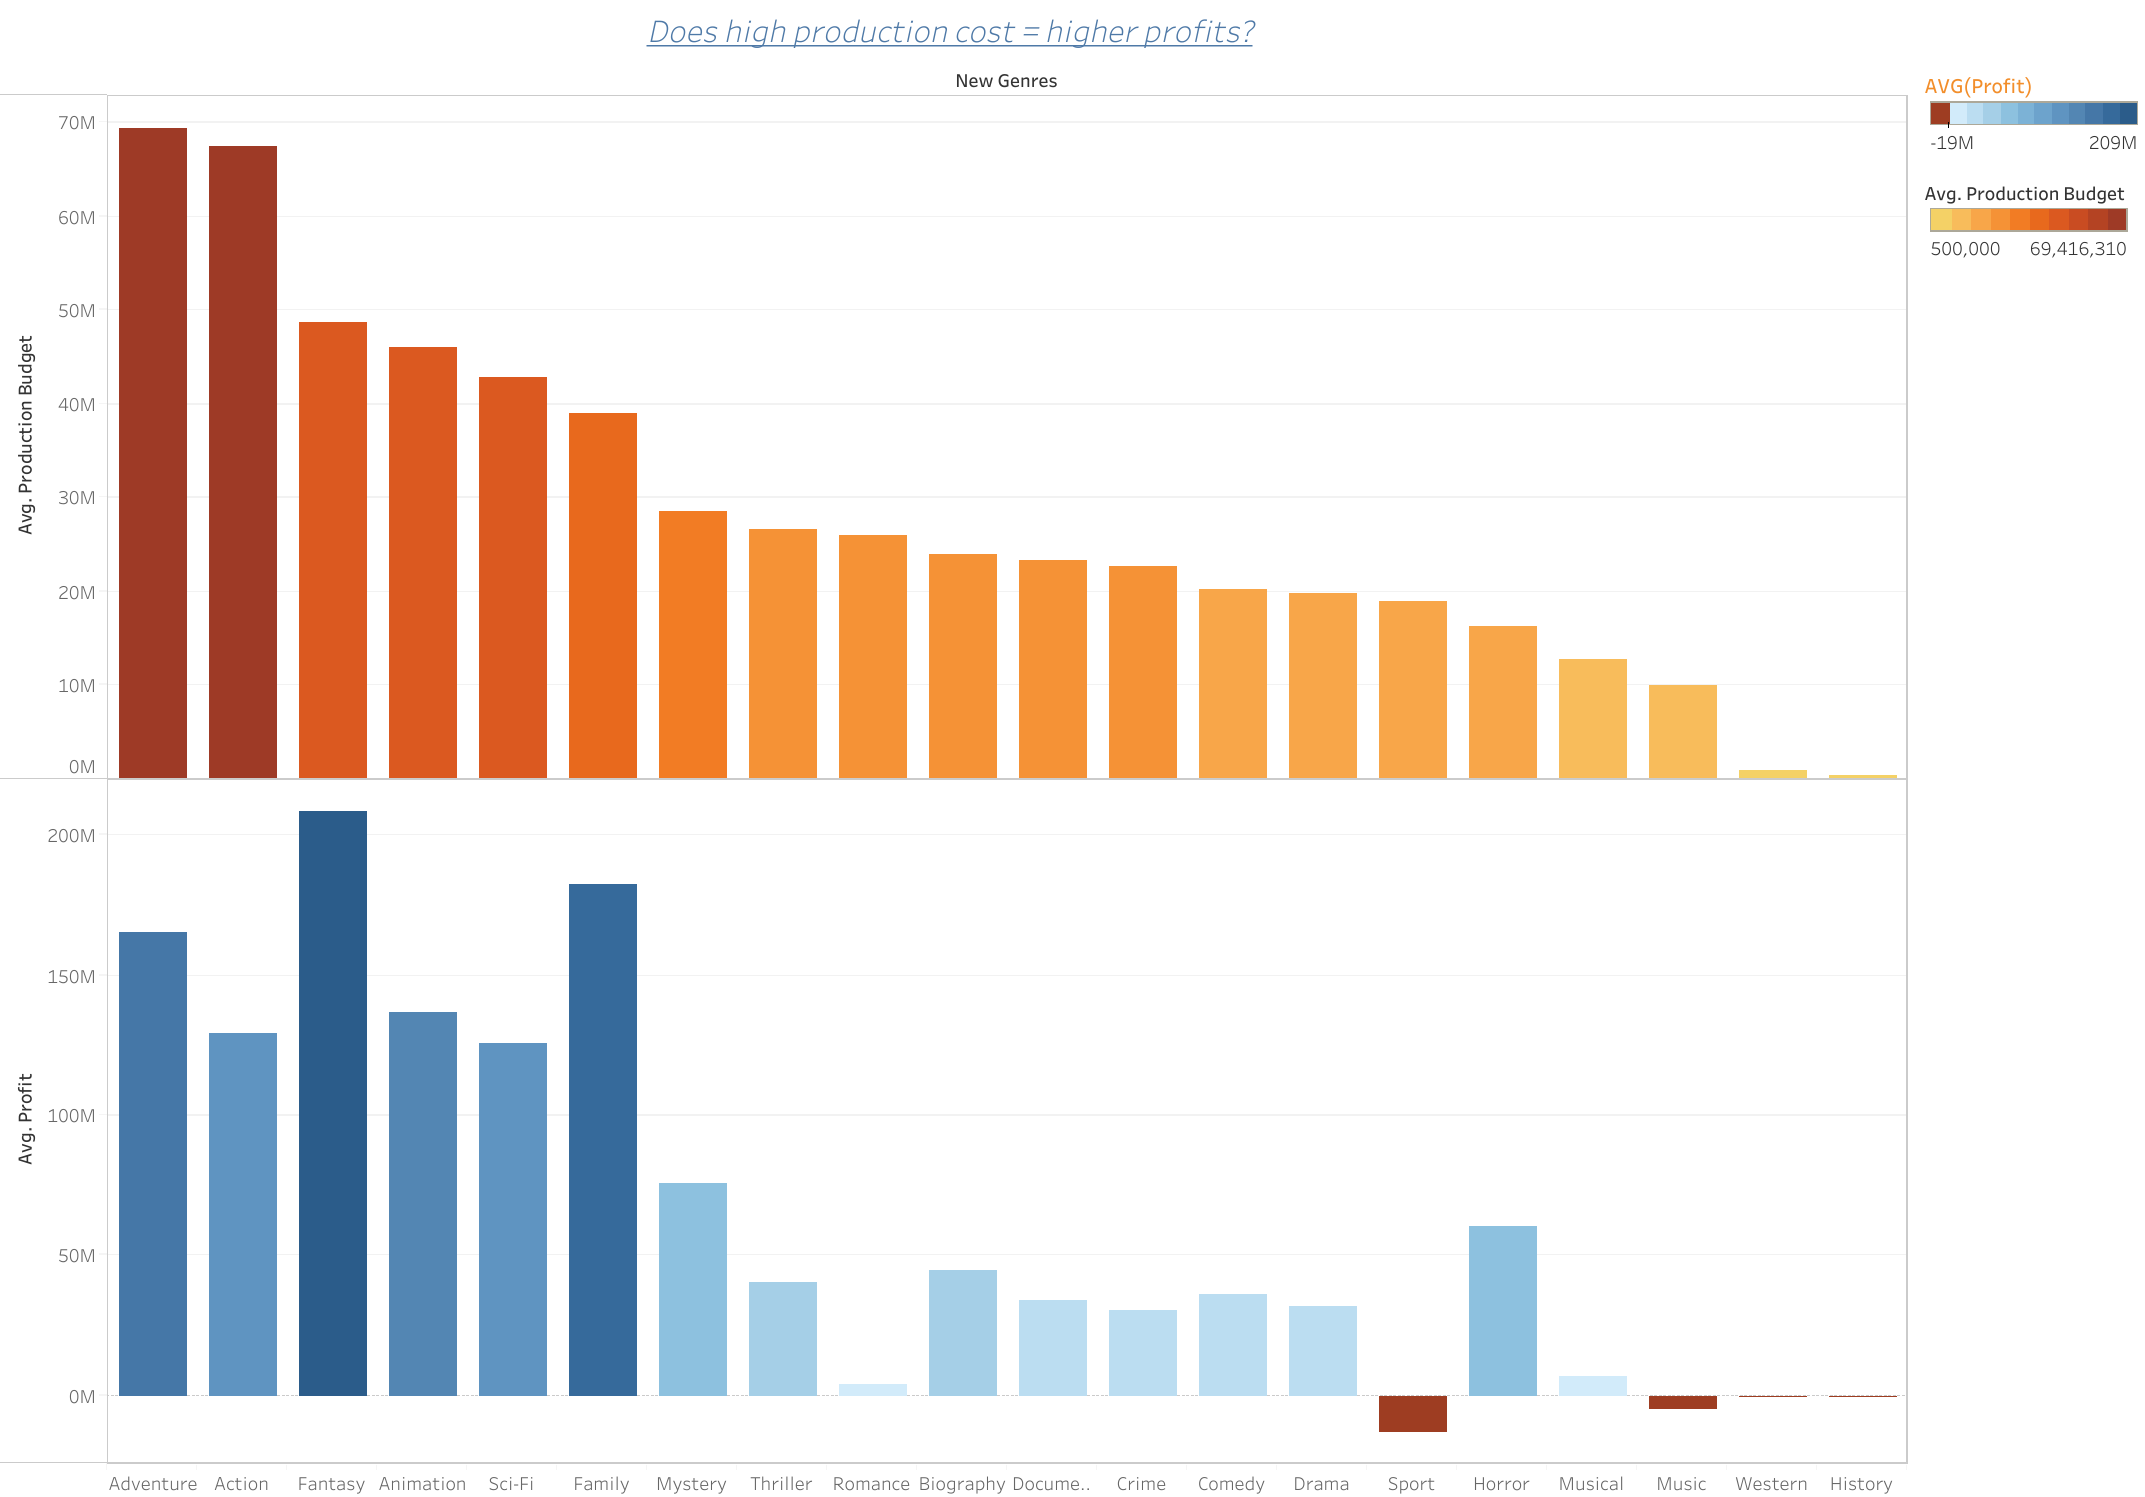 Does high production cost = higher profits?
New Genres
AVG(Profit)
-19M 209M
Avg. Production Budget
500,000 69,416,310
Avg. Production Budget
70M
60M
50M
40M
30M
20M
10M
0M
Avg. Profit
200M
150M
100M
50M
0M
Adventure Action Fantasy Animation Sci-Fi Family Mystery Thriller Romance Biography Docume.. Crime Comedy Drama Sport Horror Musical Music Western History